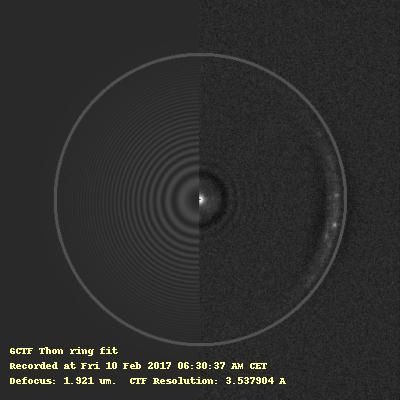 GCTF Thon ring fit
Recorded at Fri 10 Feb 2017 06:30:37 AM CET
Defocus: 1.921 um.  CTF Resolution: 3.537904 A